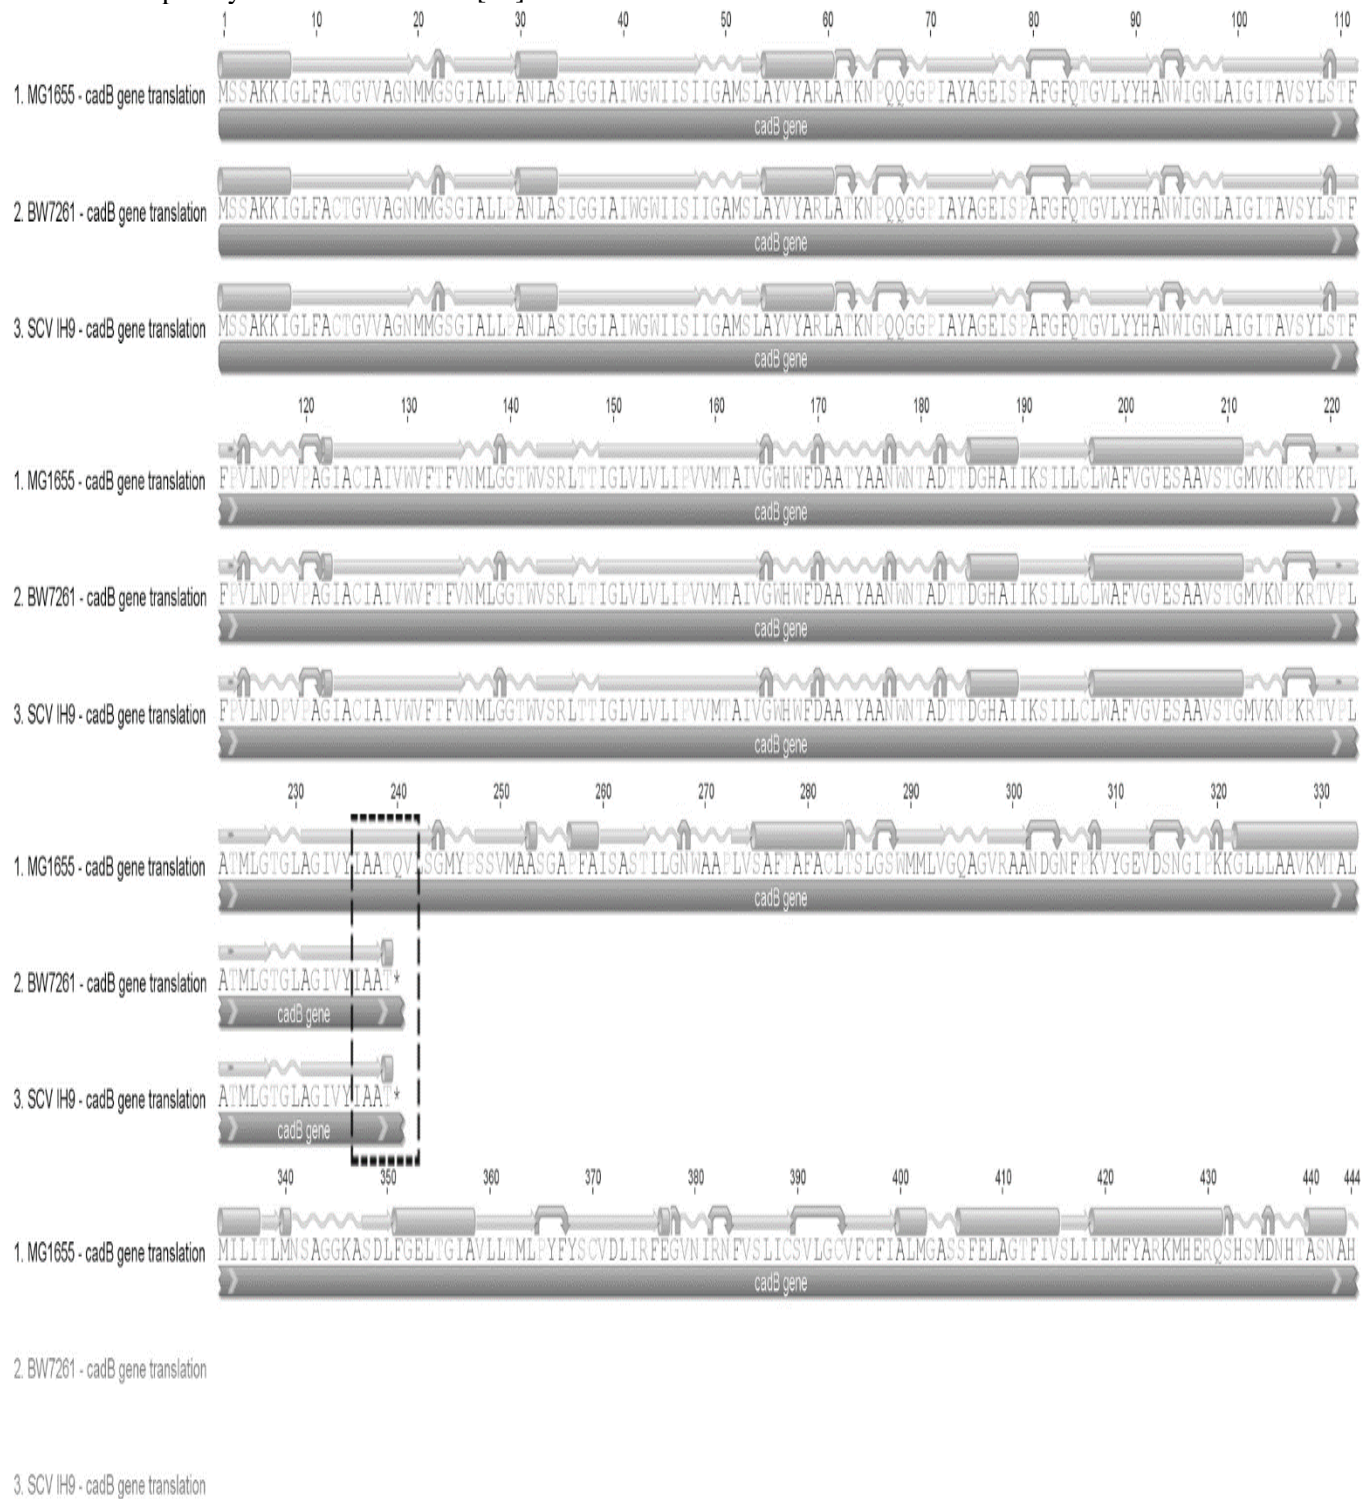 1 10 20 30 40 50 60 70 80 90 100 110
1. MG1655 - cadB gene translation MSSAKKIGLFACTGVVAGNMMGSGIALLPANLASIGGIAIWGWIISIIGAMSLAYVYARLATKNPQQGGPIAYAGEISPAFGFQTGVLYYHANWIGNLAIGITAVSYLSTF
cadB gene
2. BW7261 - cadB gene translation MSSAKKIGLFACTGVVAGNMMGSGIALLPANLASIGGIAIWGWIISIIGAMSLAYVYARLATKNPQQGGPIAYAGEISPAFGFQTGVLYYHANWIGNLAIGITAVSYLSTF
cadB gene
3. SCV IH9 - cadB gene translation MSSAKKIGLFACTGVVAGNMMGSGIALLPANLASIGGIAIWGWIISIIGAMSLAYVYARLATKNPQQGGPIAYAGEISPAFGFQTGVLYYHANWIGNLAIGITAVSYLSTF
cadB gene
120 130 140 150 160 170 180 190 200 210 220
1. MG1655 - cadB gene translation FPVLNDPVPAGIACIAIVWVFTFVNMLGGTWVSRLTTIGLVLVLIPVVMTAIVGWHWFDAATYAANWNTADTTDGHAIIKSILLCLWAFVGVESAAVSTGMVKNPKRTVPL
cadB gene
2. BW7261 - cadB gene translation FPVLNDPVPAGIACIAIVWVFTFVNMLGGTWVSRLTTIGLVLVLIPVVMTAIVGWHWFDAATYAANWNTADTTDGHAIIKSILLCLWAFVGVESAAVSTGMVKNPKRTVPL
cadB gene
3. SCV IH9 - cadB gene translation FPVLNDPVPAGIACIAIVWVFTFVNMLGGTWVSRLTTIGLVLVLIPVVMTAIVGWHWFDAATYAANWNTADTTDGHAIIKSILLCLWAFVGVESAAVSTGMVKNPKRTVPL
cadB gene
230 240 250 260 270 280 290 300 310 320 330
1. MG1655 - cadB gene translation ATMLGTGLAGIVYIAATQVLSGMYPSSVMAASGAPFAISASTILGNWAAPLVSAFTAFACLTSLGSWMMLVGQAGVRAANDGNFPKVYGEVDSNGIPKKGLLLAAVKMTAL
cadB gene
2. BW7261 - cadB gene translation ATMLGTGLAGIVYIAAT*
cadB gene
3. SCV IH9 - cadB gene translation ATMLGTGLAGIVYIAAT*
cadB gene
340 350 360 370 380 390 400 410 420 430 440 444
1. MG1655 - cadB gene translation MILITLMNSAGGKASDLFGELTGIAVLLTMLPYFYSCVDLIRFEGVNIRNFVSLICSVLGCVFCFIALMGASSFELAGTFIVSLIILMFYARKMHERQSHSMDNHTASNAH
cadB gene
2. BW7261 - cadB gene translation
3. SCV IH9 - cadB gene translation